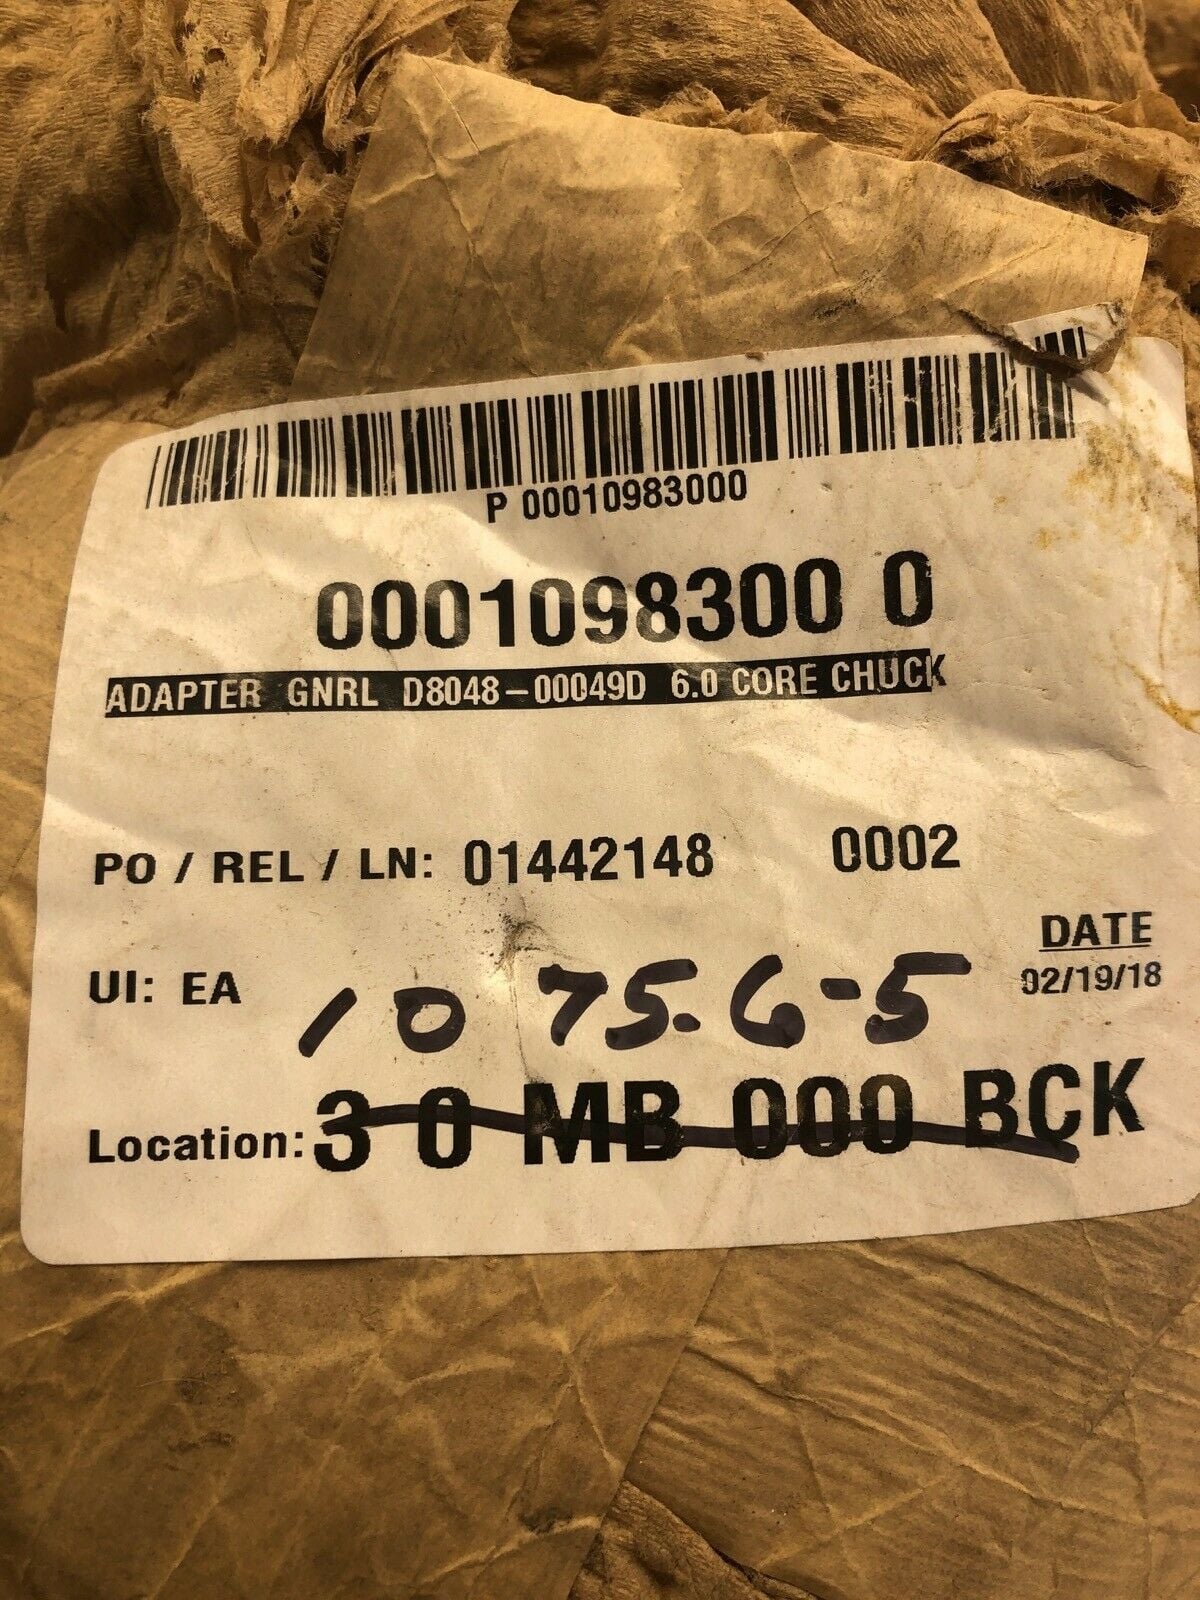 P 00010983000
0001098300 0
ADAPTER GNRL D8048-00049D 6.0 CORE CHUCK
PO / REL / LN: 01442148 0002
DATE
UI: EA 02/19/18
10 75.6-5
Location: 3 0 MB 000 BCK